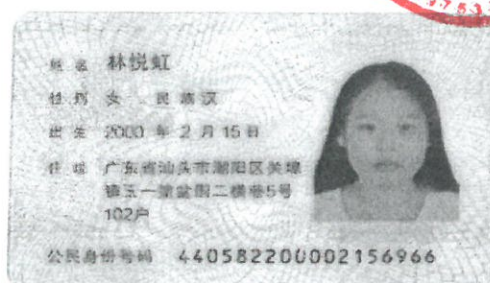 姓名 林悦虹
性别 女 民族 汉
出生 2000 年 2 月 15 日
住址 广东省汕头市潮阳区关埠
镇玉一 二横巷5号
102户
公民身份号码 440582200002156966